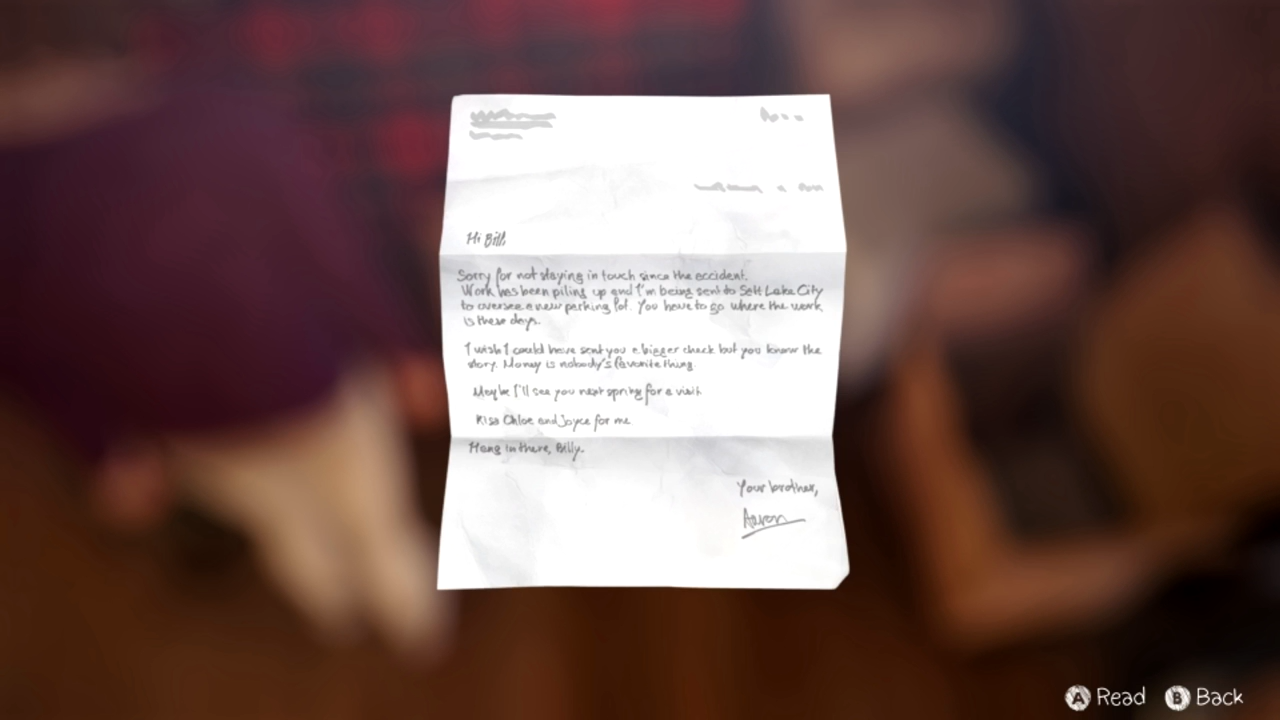 Hi Bill,
Sorry for not staying in touch since the accident.
Work has been piling up and I'm being sent to Salt Lake City
to oversee a new parking lot. You have to go where the work
is these days.
I wish I could have sent you a bigger check but you know the
story. Money is nobody's favorite thing.
Maybe I'll see you next spring for a visit.
Kiss Chloe and Joyce for me.
Hang in there, Billy.
Your brother,
Aaron
A Read B Back